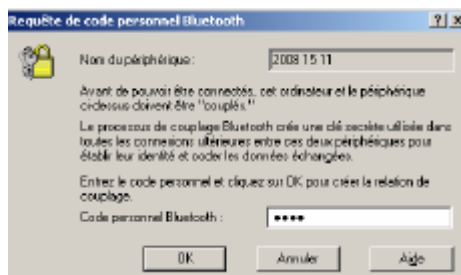 Requête de code personnel Bluetooth
Nom du périphérique : 2008 15 11
Avant de pouvoir être connectés, cet ordinateur et le périphérique
ci-dessus doivent être "couplés."
Le processus de couplage Bluetooth crée une clé secrète utilisée dans
toutes les connexions ultérieures entre ces deux périphériques pour
établir leur identité et coder les données échangées.
Entrez le code personnel et cliquez sur OK pour créer la relation de
couplage.
Code personnel Bluetooth : ●●●●
OK Annuler Aide